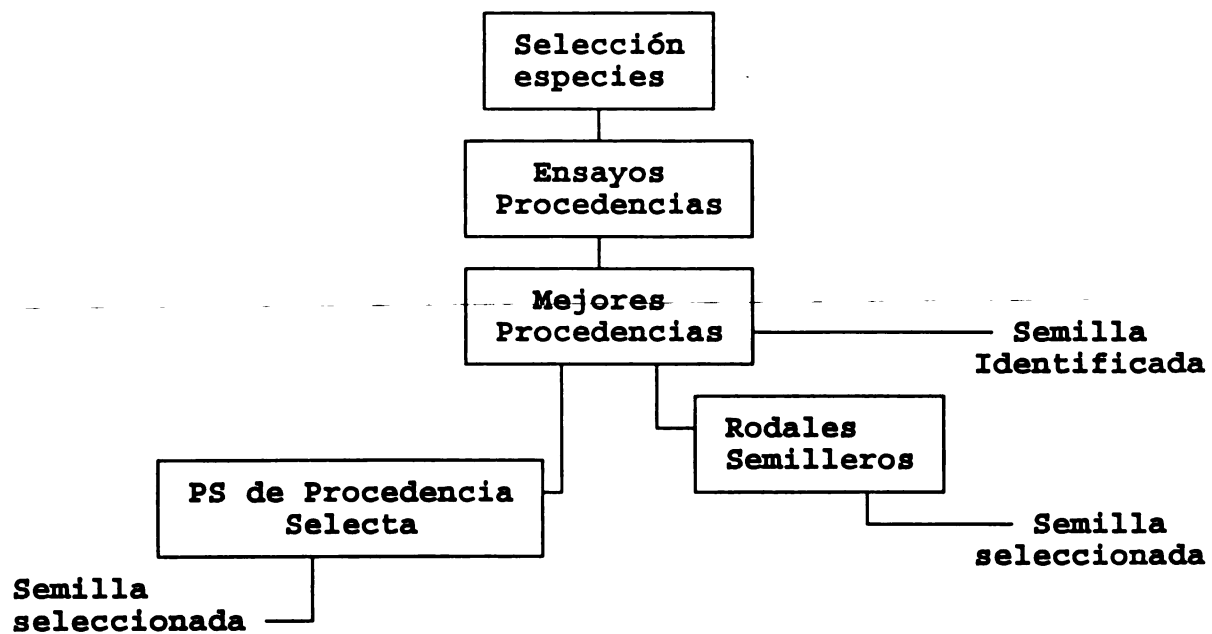 Selección
especies
Ensayos
Procedencias
Mejores
Procedencias
Semilla
Identificada
Rodales
Semilleros
PS de Procedencia
Selecta
Semilla
seleccionada
Semilla
seleccionada